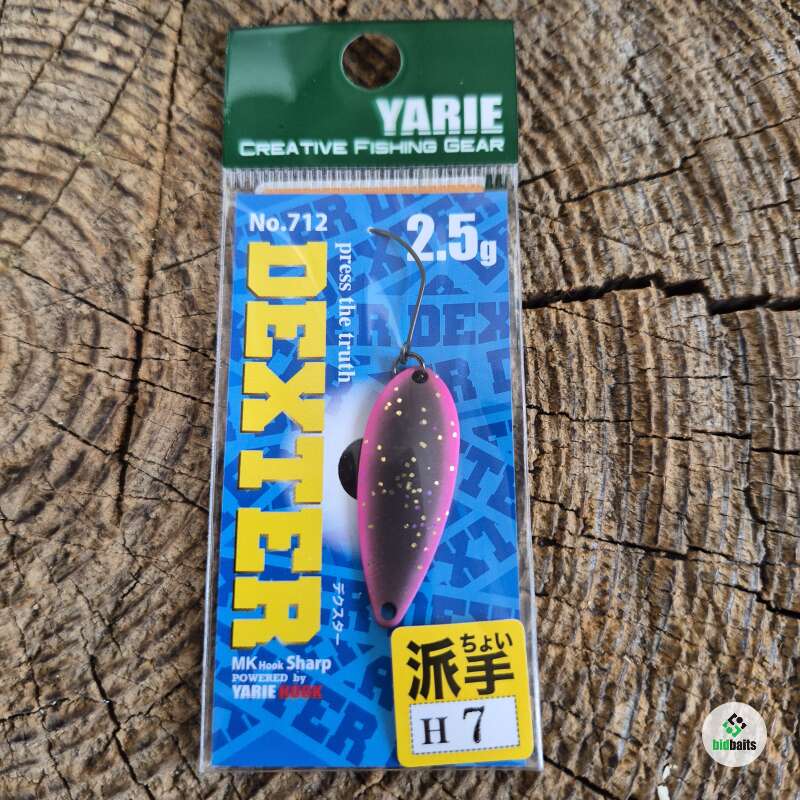 YARIE
CREATIVE FISHING GEAR
No.712
2.5g
DEXTER
press the truth
デクスター
MK Hook Sharp
POWERED by
YARIE HOOK
ちょい
派手
H 7
bidbaits